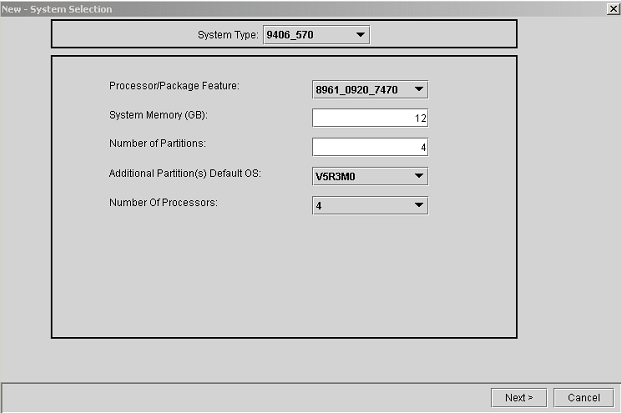 New - System Selection
System Type: 9406_570
Processor/Package Feature: 8961_0920_7470
System Memory (GB): 12
Number of Partitions: 4
Additional Partition(s) Default OS: V5R3M0
Number Of Processors: 4
Next > Cancel